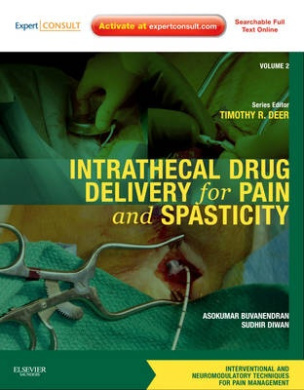 Expert CONSULT
Activate at expertconsult.com
Searchable Full
Text Online
VOLUME 2
Series Editor
TIMOTHY R. DEER
INTRATHECAL DRUG
DELIVERY for PAIN
and SPASTICITY
ASOKUMAR BUVANENDRAN
SUDHIR DIWAN
ELSEVIER
SAUNDERS
INTERVENTIONAL AND
NEUROMODULATORY TECHNIQUES
FOR PAIN MANAGEMENT